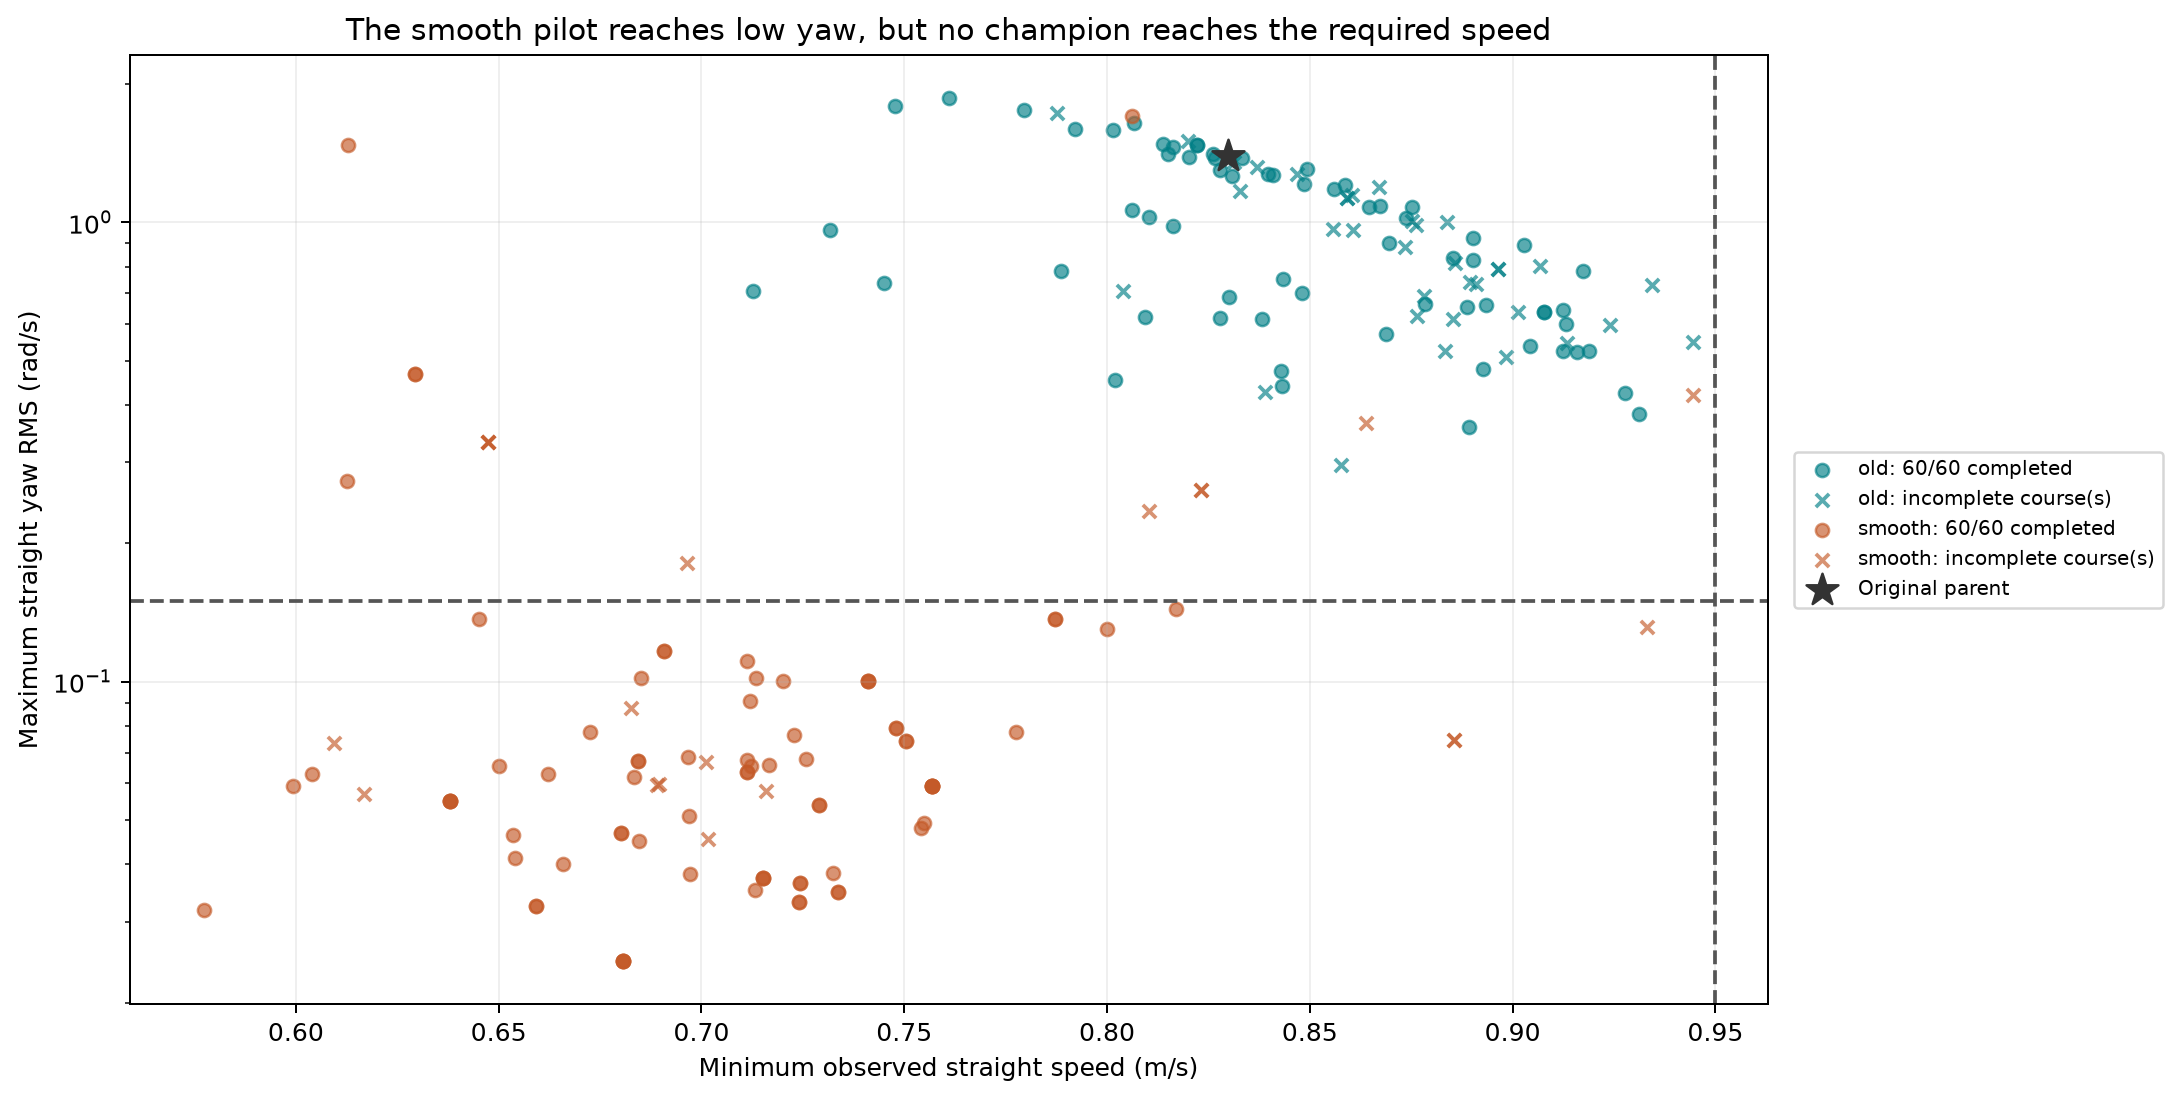 The smooth pilot reaches low yaw, but no champion reaches the required speed
Maximum straight yaw RMS (rad/s)
10⁰
10⁻¹
0.60 0.65 0.70 0.75 0.80 0.85 0.90 0.95
Minimum observed straight speed (m/s)
old: 60/60 completed
old: incomplete course(s)
smooth: 60/60 completed
smooth: incomplete course(s)
Original parent